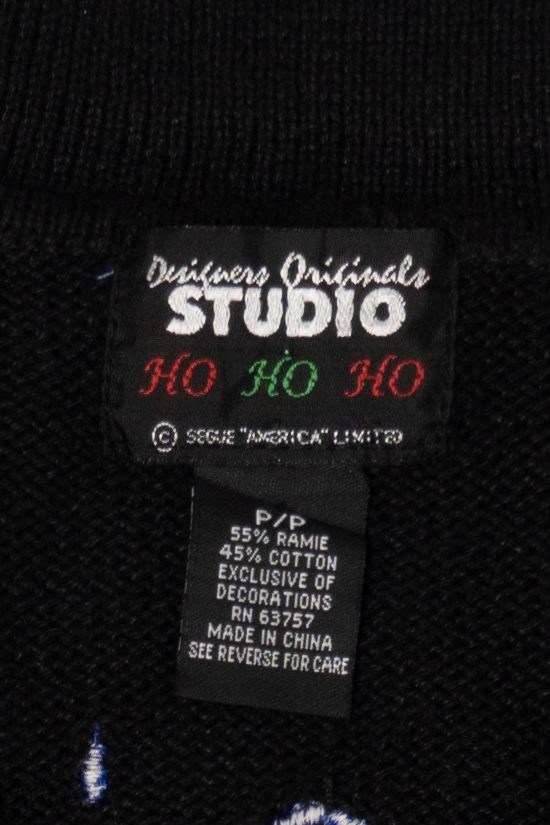 Designers Originals
STUDIO
HO HO HO
© SEGUE "AMERICA" LIMITED
P/P
55% RAMIE
45% COTTON
EXCLUSIVE OF
DECORATIONS
RN 63757
MADE IN CHINA
SEE REVERSE FOR CARE